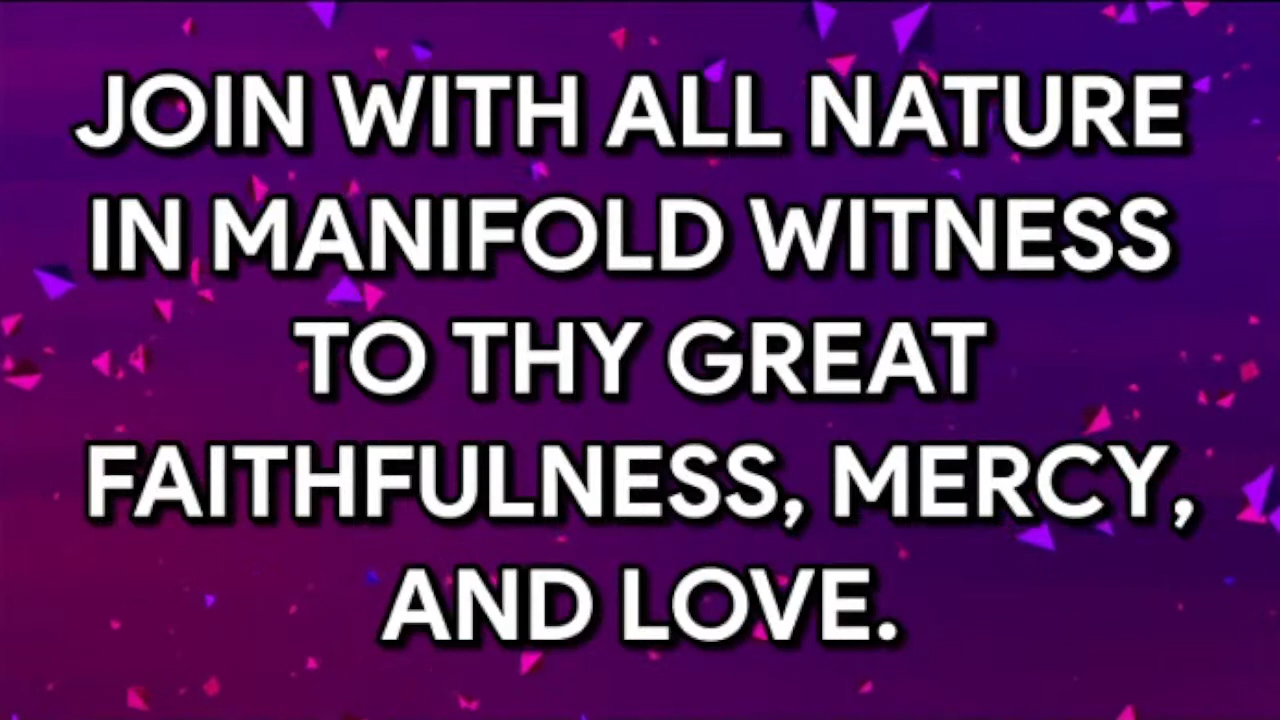 JOIN WITH ALL NATURE
IN MANIFOLD WITNESS
TO THY GREAT
FAITHFULNESS, MERCY,
AND LOVE.